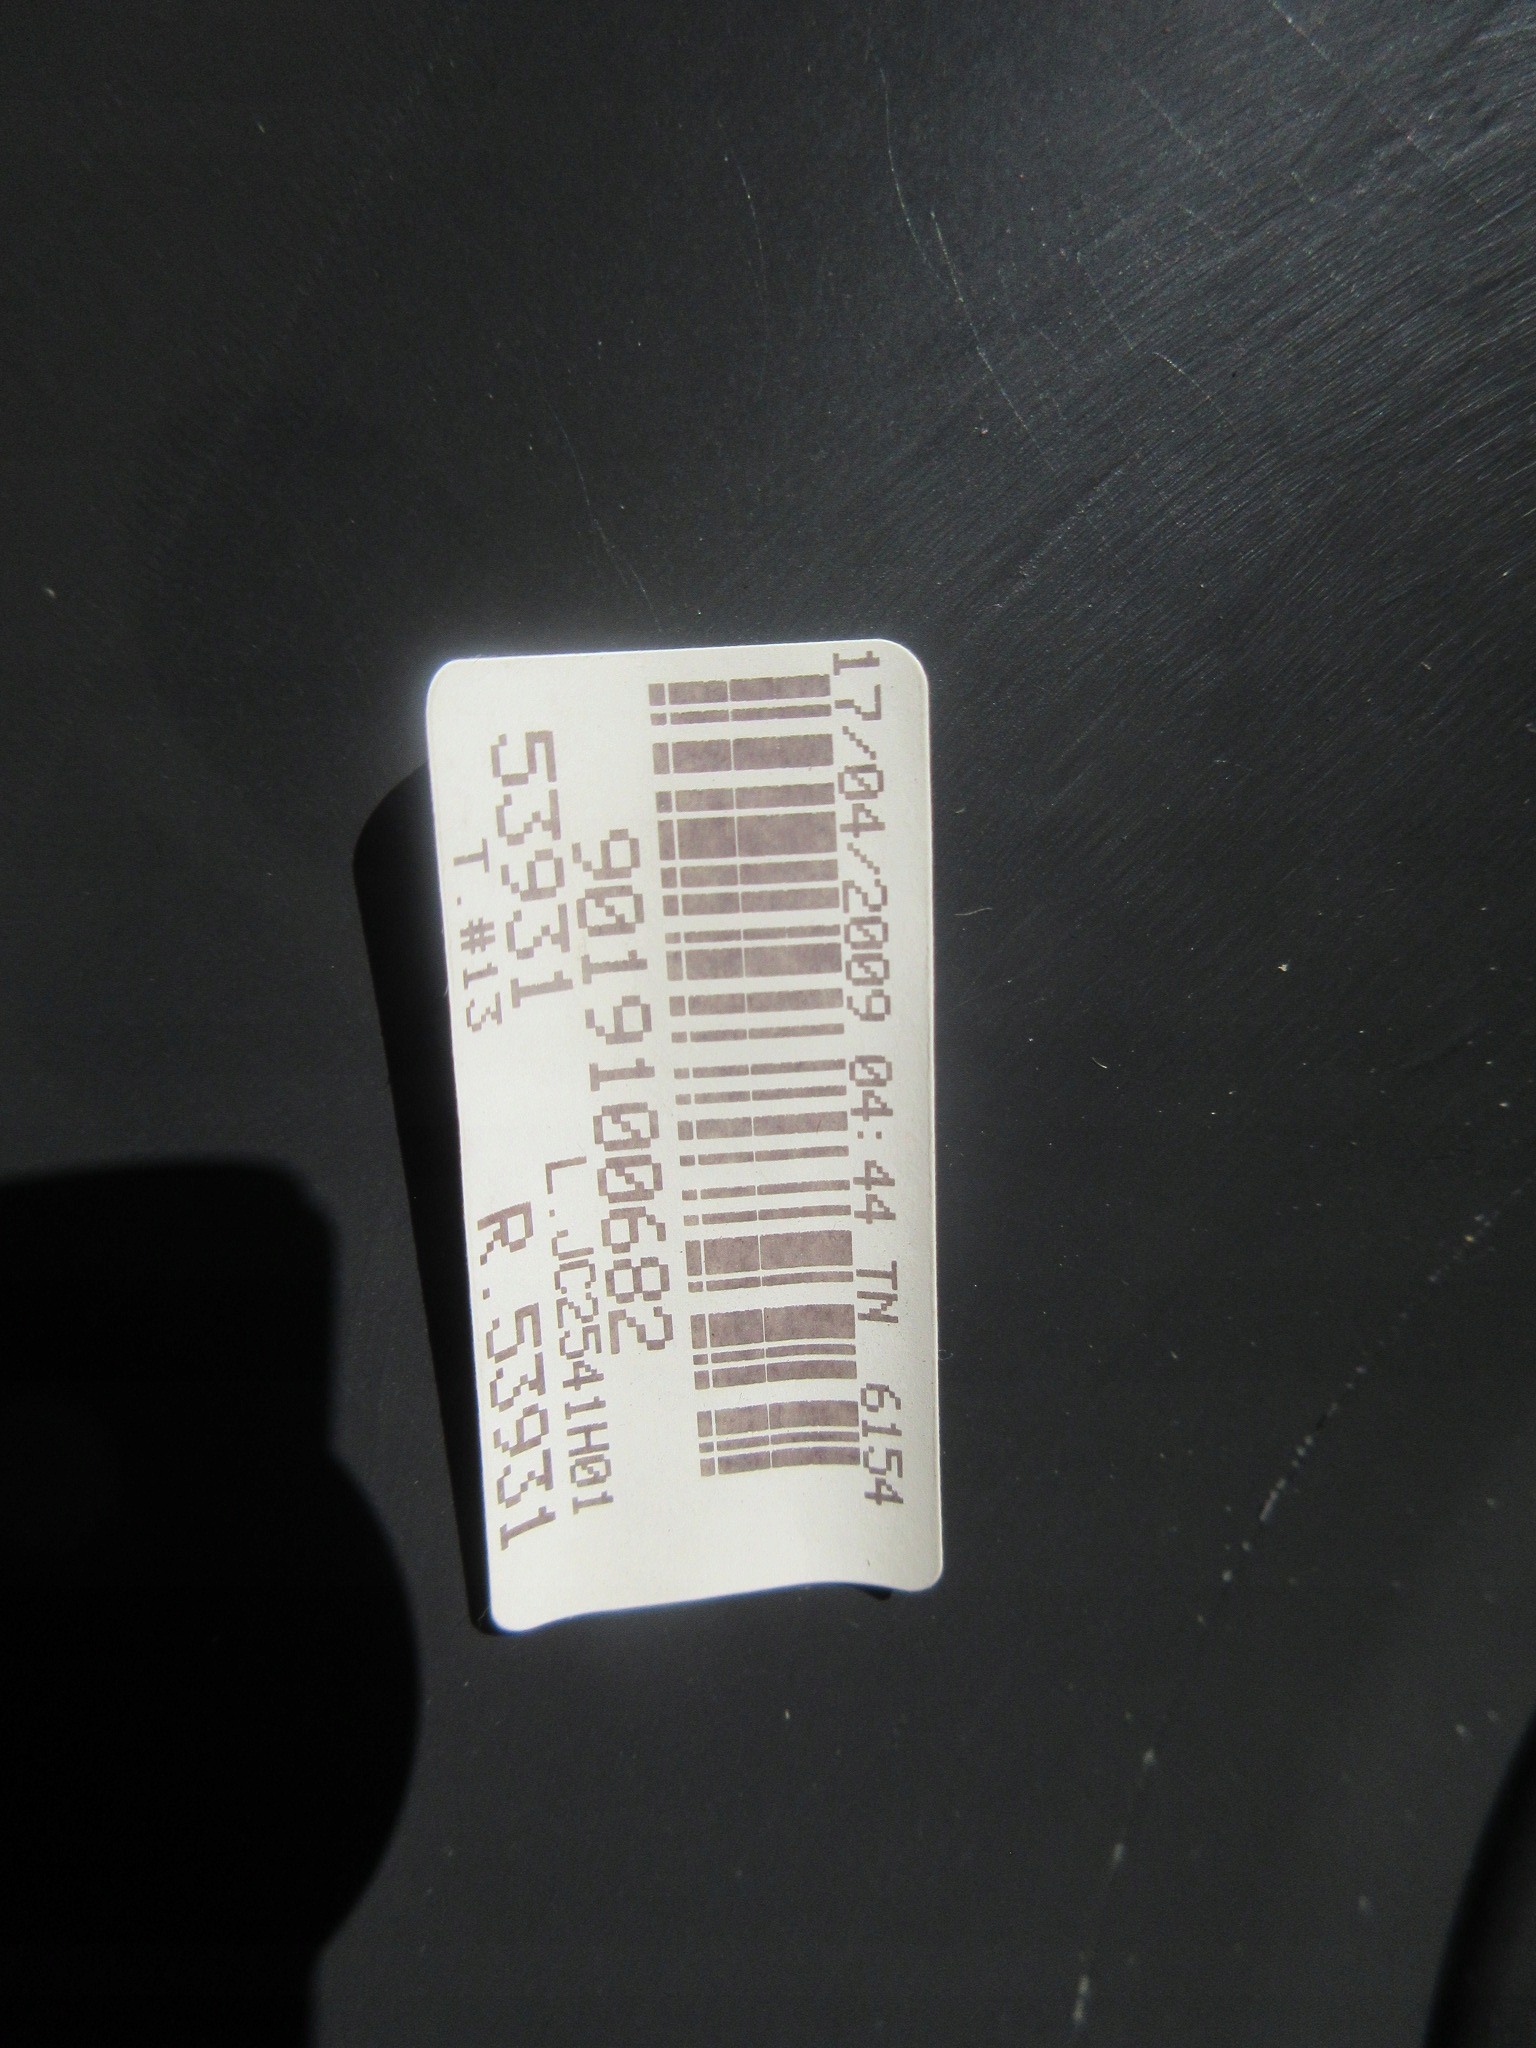 17/04/2009 04:44 TN 6154
9019100682
L.JC2541H01
53931
R.53931
T.#13